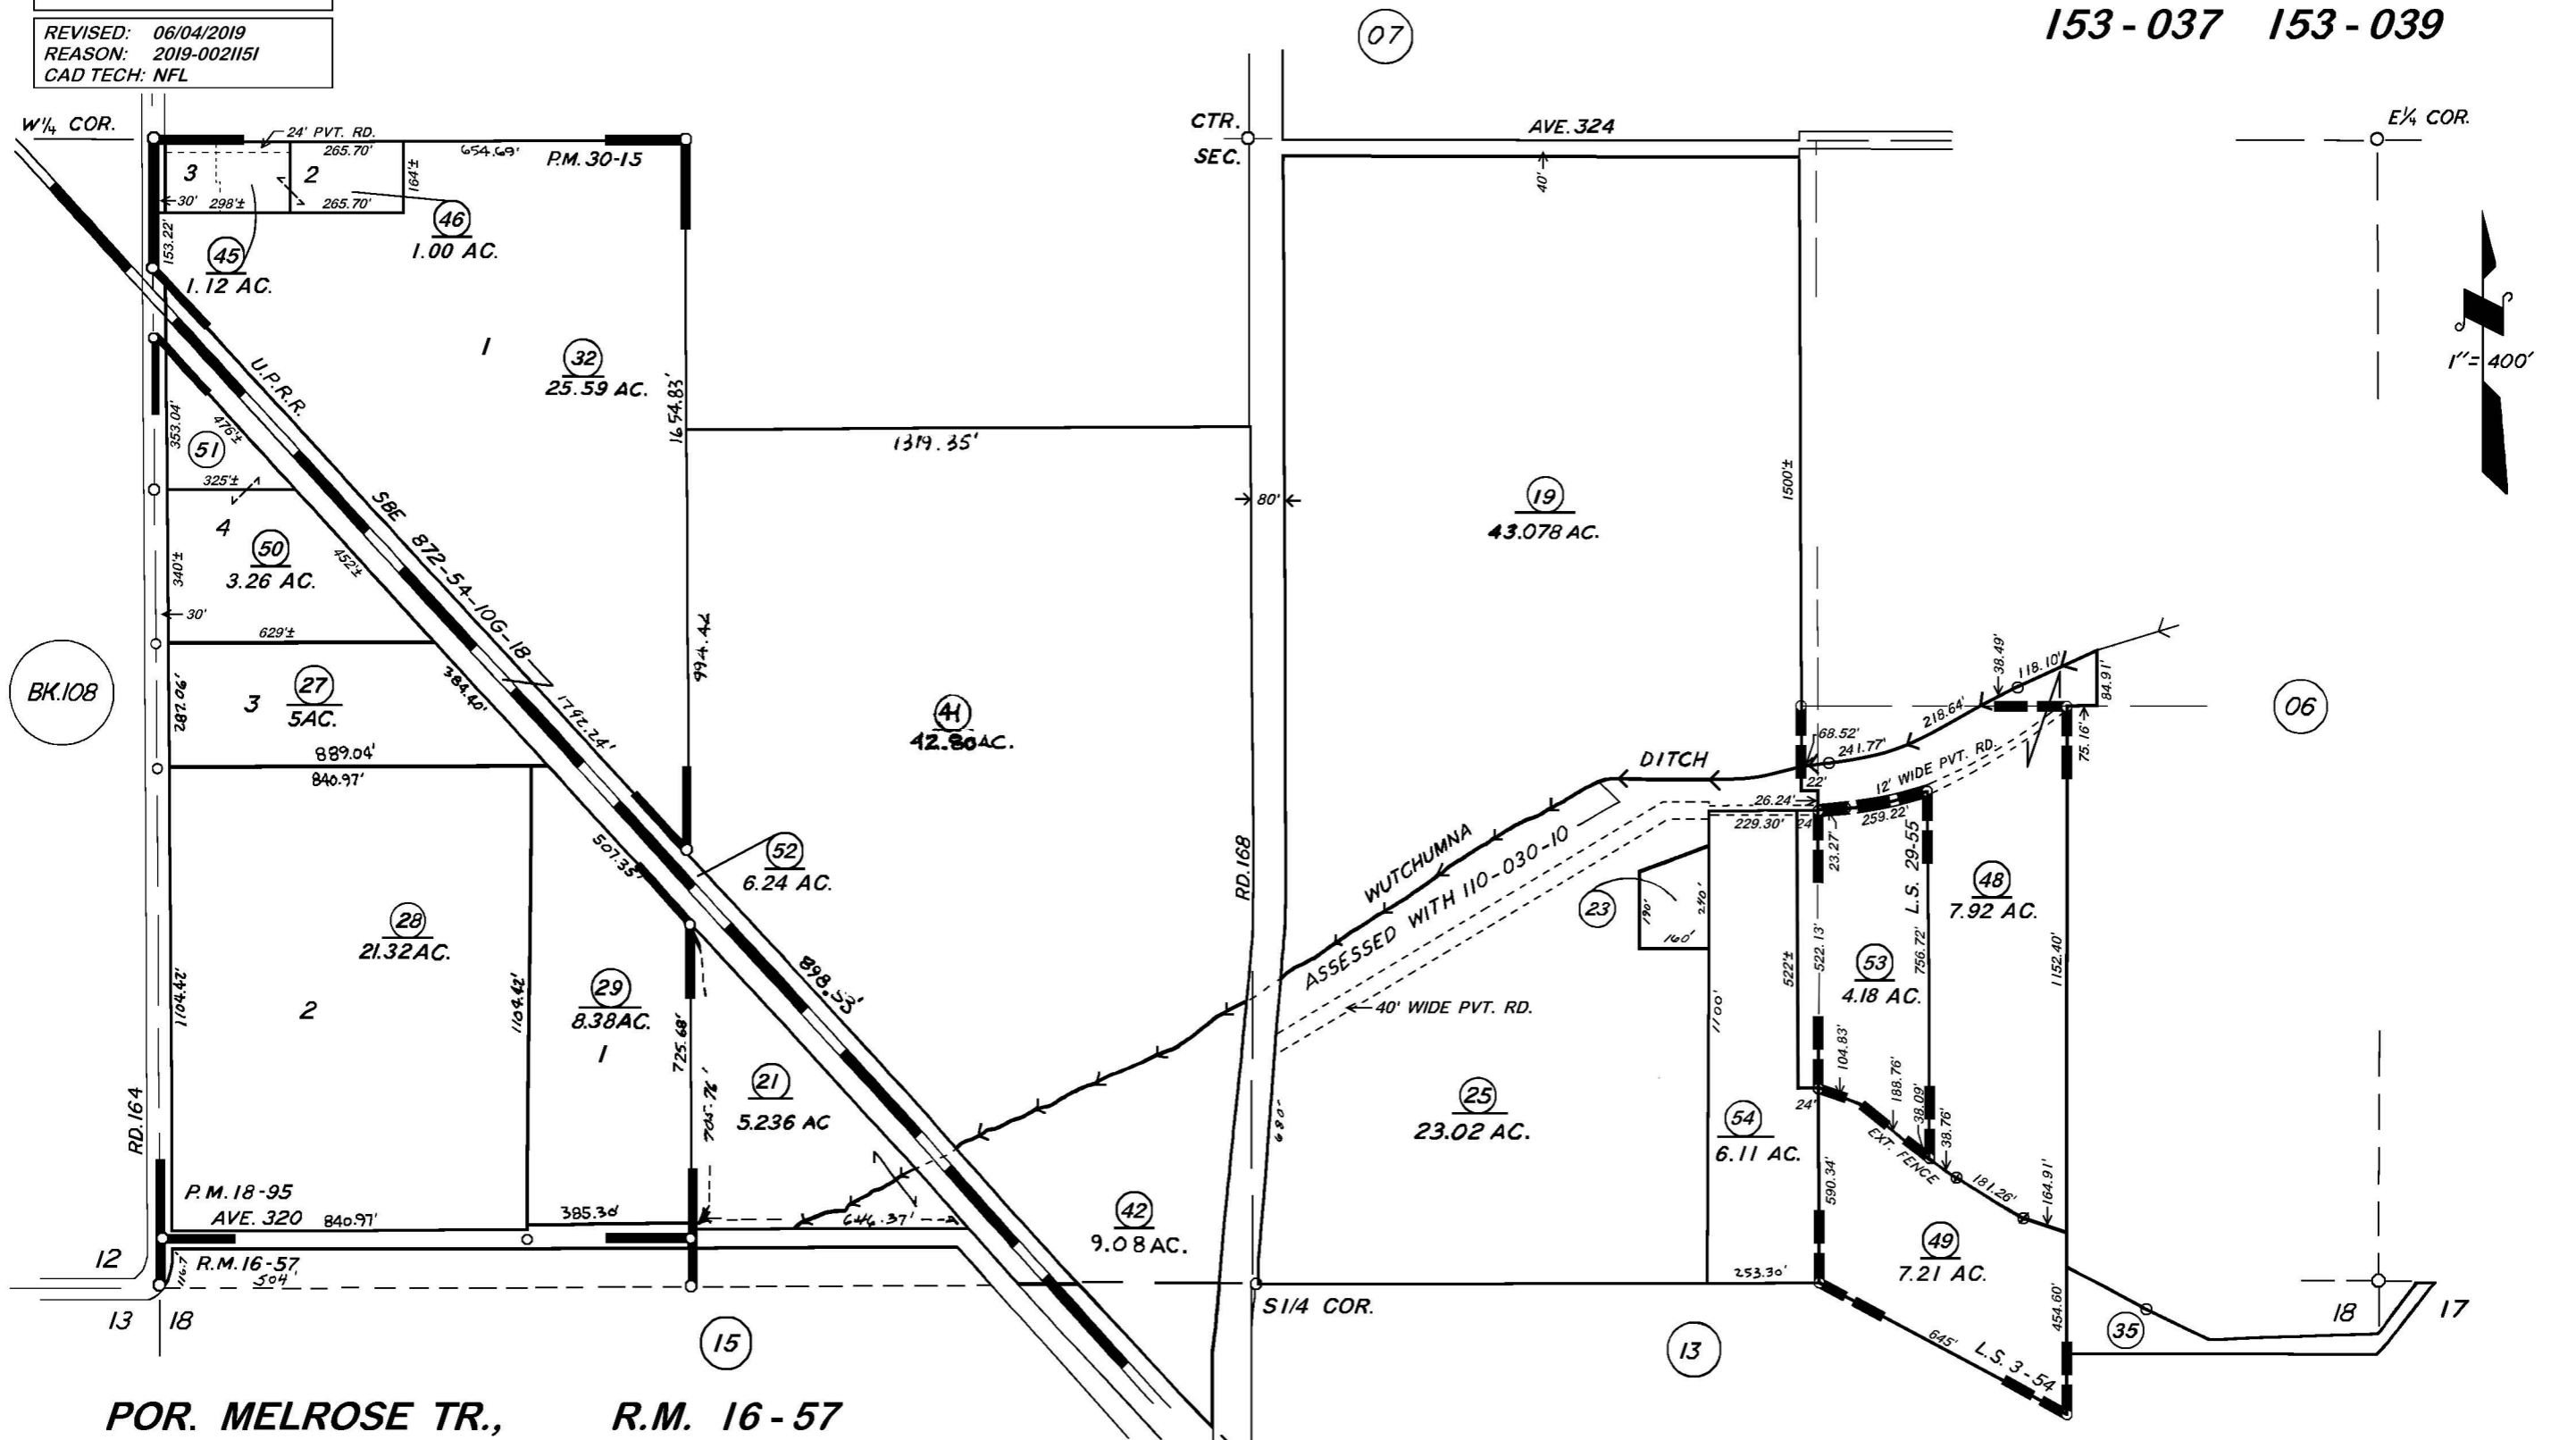 REVISED: 06/04/2019
REASON: 2019-0021151
CAD TECH: NFL
153-037 153-039
07
W¼ COR.
24' PVT. RD.
265.70'
654.69'
P.M. 30-15
CTR.
SEC.
AVE. 324
E¼ COR.
3
2
164'±
30'
298'±
265.70'
40'
46
1.00 AC.
153.22'
45
1.12 AC.
N
1"= 400'
1
32
25.59 AC.
U.P.R.R.
1654.83'
353.04'
476'±
51
325'±
1319.35'
80'
19
43.078 AC.
1500'±
SBE 872-54-10G-18
4
50
3.26 AC.
340'±
452'±
30'
629'±
994.42
BK.108
3
27
5AC.
287.06'
384.40'
1792.24'
889.04'
840.97'
41
42.80AC.
38.49'
118.10'
84.91'
06
218.64'
68.52'
241.77'
75.16'
12' WIDE PVT. RD.
DITCH
22'
26.24'
229.30'
24'
259.22'
23.27'
L.S. 29-55
WUTCHUMNA
ASSESSED WITH 110-030-10
RD.168
507.35'
52
6.24 AC.
48
7.92 AC.
23
190'
240'
160'
28
21.32AC.
2
1104.42'
1104.42'
29
8.38AC.
1
898.53'
725.68'
705.76'
21
5.236 AC
522'±
522.13'
756.72'
53
4.18 AC.
1152.40'
40' WIDE PVT. RD.
1100'
25
23.02 AC.
680'
54
6.11 AC.
24'
104.83'
188.76'
38.09'
38.76'
EXT. FENCE
181.26'
164.91'
590.34'
RD.164
P.M. 18-95
AVE. 320
840.97'
385.30'
646.37'
42
9.08AC.
49
7.21 AC.
12
R.M. 16-57
116.7
504'
253.30'
S1/4 COR.
13
18
15
13
645'
L.S. 3-54
454.60'
35
18
17
POR. MELROSE TR., R.M. 16-57